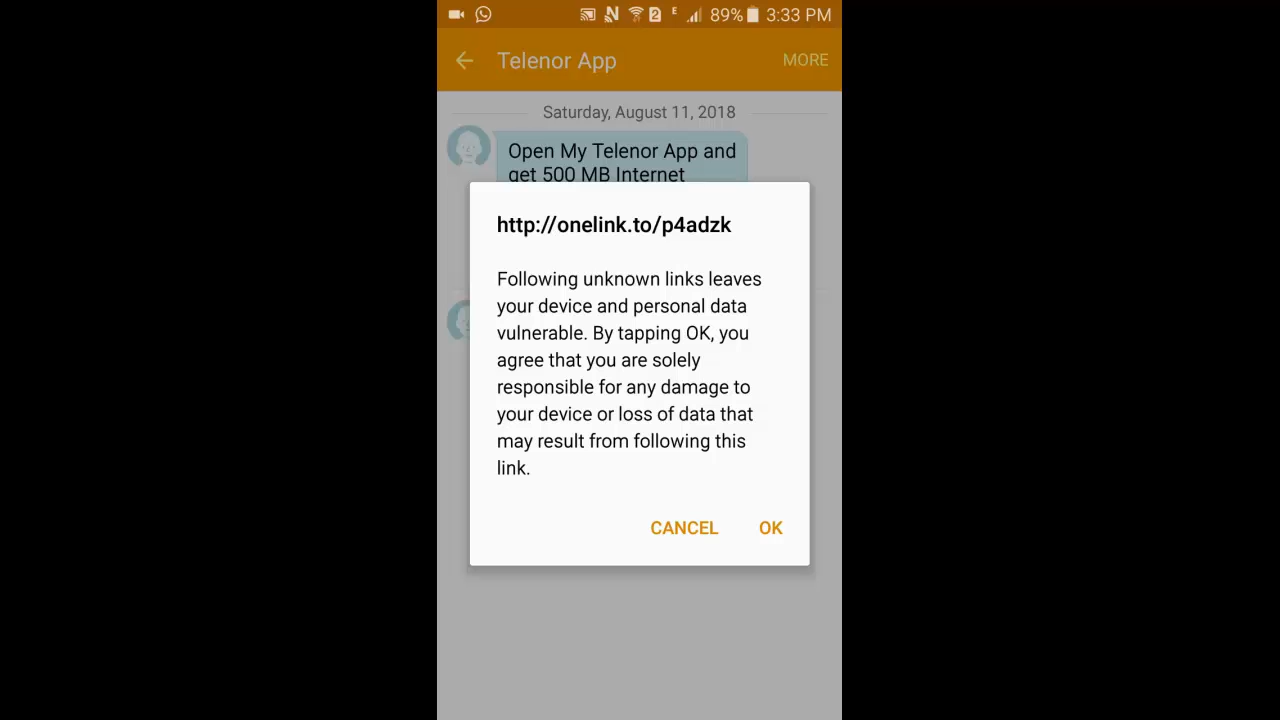 E 89% 3:33 PM
Telenor App MORE
Saturday, August 11, 2018
Open My Telenor App and
get 500 MB Internet
http://onelink.to/p4adzk
Following unknown links leaves
your device and personal data
vulnerable. By tapping OK, you
agree that you are solely
responsible for any damage to
your device or loss of data that
may result from following this
link.
CANCEL OK